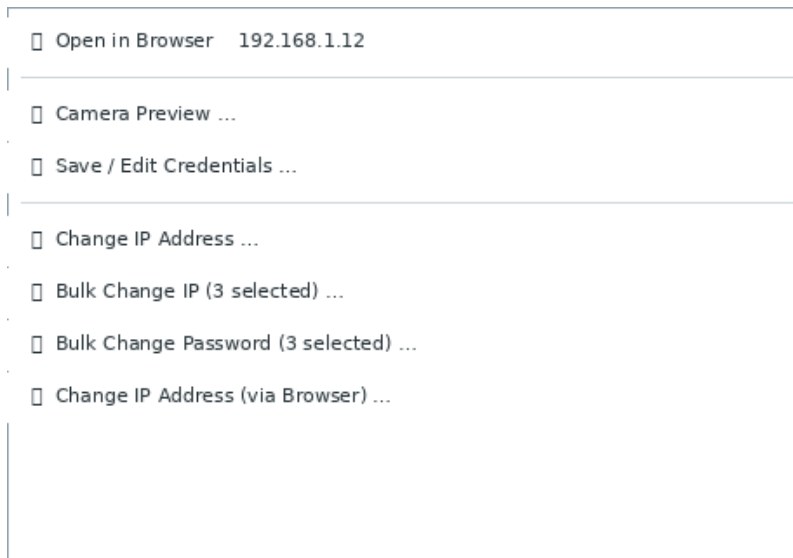 Open in Browser 192.168.1.12
Camera Preview ...
Save / Edit Credentials ...
Change IP Address ...
Bulk Change IP (3 selected) ...
Bulk Change Password (3 selected) ...
Change IP Address (via Browser) ...